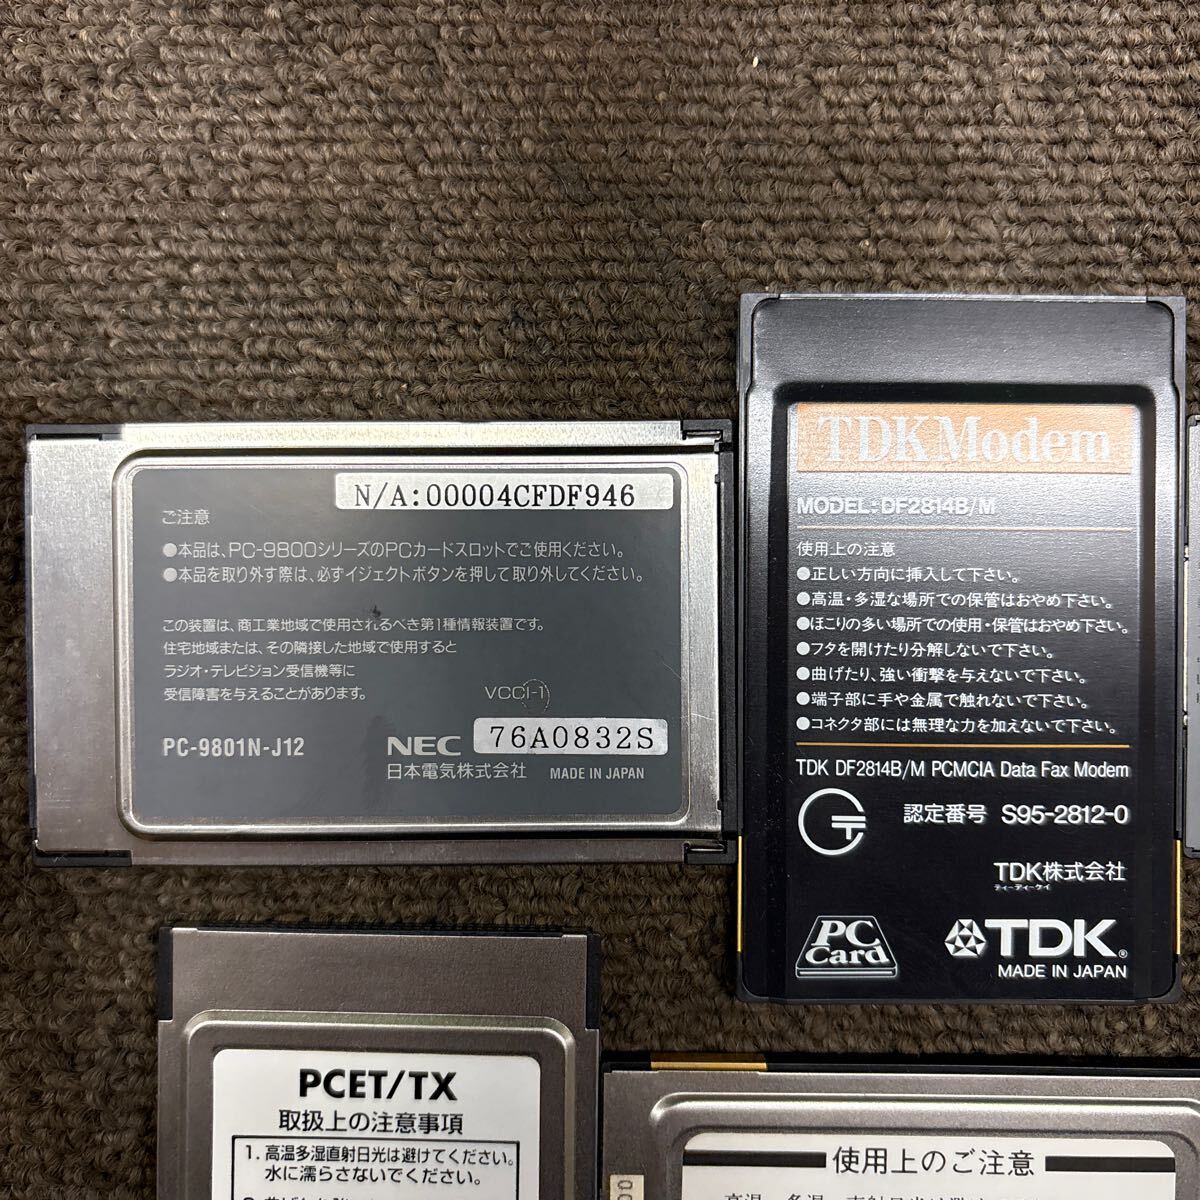 N/A:00004CFDF946
ご注意
●本品は、PC-9800シリーズのPCカードスロットでご使用ください。
●本品を取り外す際は、必ずイジェクトボタンを押して取り外してください。
この装置は、商工業地域で使用されるべき第1種情報装置です。
住宅地域または、その隣接した地域で使用すると
ラジオ・テレビジョン受信機等に
受信障害を与えることがあります。
VCCI-1
PC-9801N-J12
NEC
76A0832S
日本電気株式会社
MADE IN JAPAN
TDK Modem
MODEL:DF2814B/M
使用上の注意
●正しい方向に挿入して下さい。
●高温・多湿な場所での保管はおやめ下さい。
●ほこりの多い場所での使用・保管はおやめ下さい。
●フタを開けたり分解しないで下さい。
●曲げたり、強い衝撃を与えないで下さい。
●端子部に手や金属で触れないで下さい。
●コネクタ部には無理な力を加えないで下さい。
TDK DF2814B/M PCMCIA Data Fax Modem
認定番号 S95-2812-0
TDK株式会社
ティーディーケイ
PC Card
TDK®
MADE IN JAPAN
PCET/TX
取扱上の注意事項
1. 高温多湿直射日光は避けてください。
水に濡らさないでください。
使用上のご注意